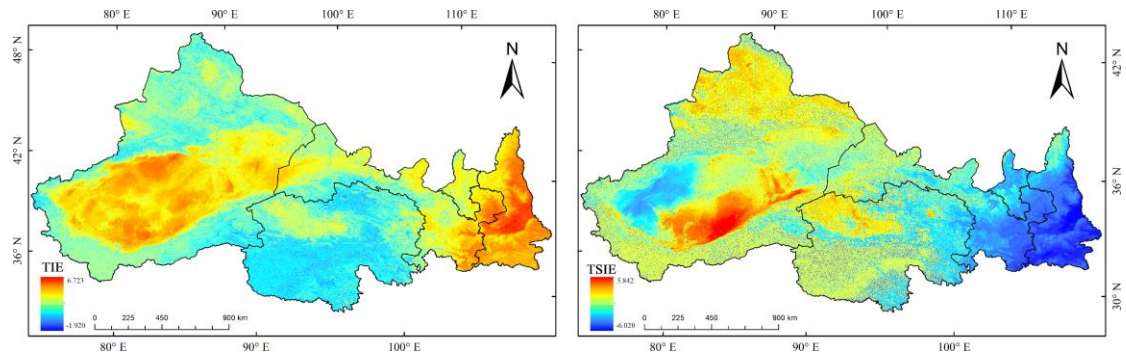 80° E 90° E 100° E 110° E
48° N
N
42° N
36° N
TIE
6.723
-1.920
0 225 450 900 km
80° E 90° E 100° E
80° E 90° E 100° E 110° E
N
42° N
36° N
30° N
TSIE
5.842
-6.020
0 225 450 900 km
80° E 90° E 100° E